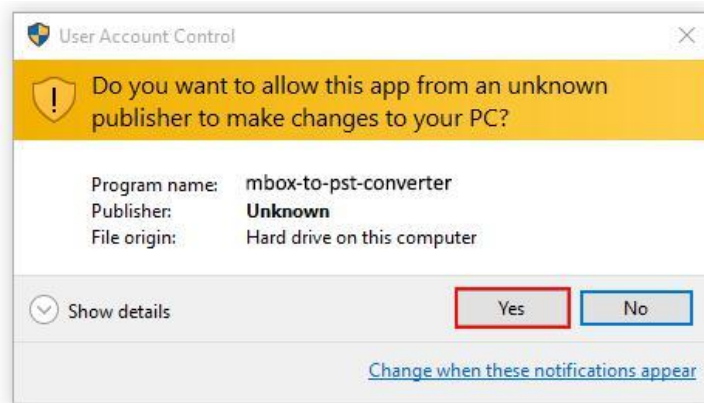 User Account Control
Do you want to allow this app from an unknown
publisher to make changes to your PC?
Program name: mbox-to-pst-converter
Publisher: Unknown
File origin: Hard drive on this computer
Show details
Yes No
Change when these notifications appear